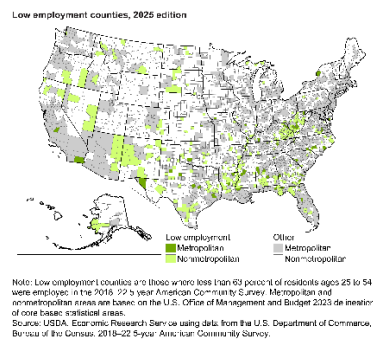 Low employment counties, 2025 edition
Low employment
Metropolitan
Nonmetropolitan
Other
Metropolitan
Nonmetropolitan
Note: Low employment counties are those where less than 63 percent of residents ages 25 to 54
were employed in the 2018–22 5-year American Community Survey. Metropolitan and
nonmetropolitan areas are based on the U.S. Office of Management and Budget 2323 delineation
of core based statistical areas.
Source: USDA. Economic Research Service using data from the U.S. Department of Commerce,
Bureau of the Census, 2018–22 5-year American Community Survey.